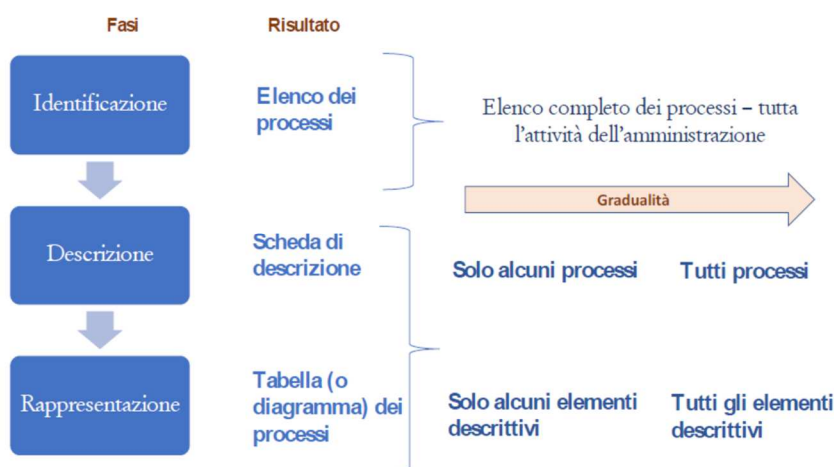 Fasi
Risultato
Identificazione
Elenco dei
processi
Elenco completo dei processi – tutta
l'attività dell'amministrazione
Gradualità
Descrizione
Scheda di
descrizione
Solo alcuni processi
Tutti processi
Rappresentazione
Tabella (o
diagramma) dei
processi
Solo alcuni elementi
descrittivi
Tutti gli elementi
descrittivi